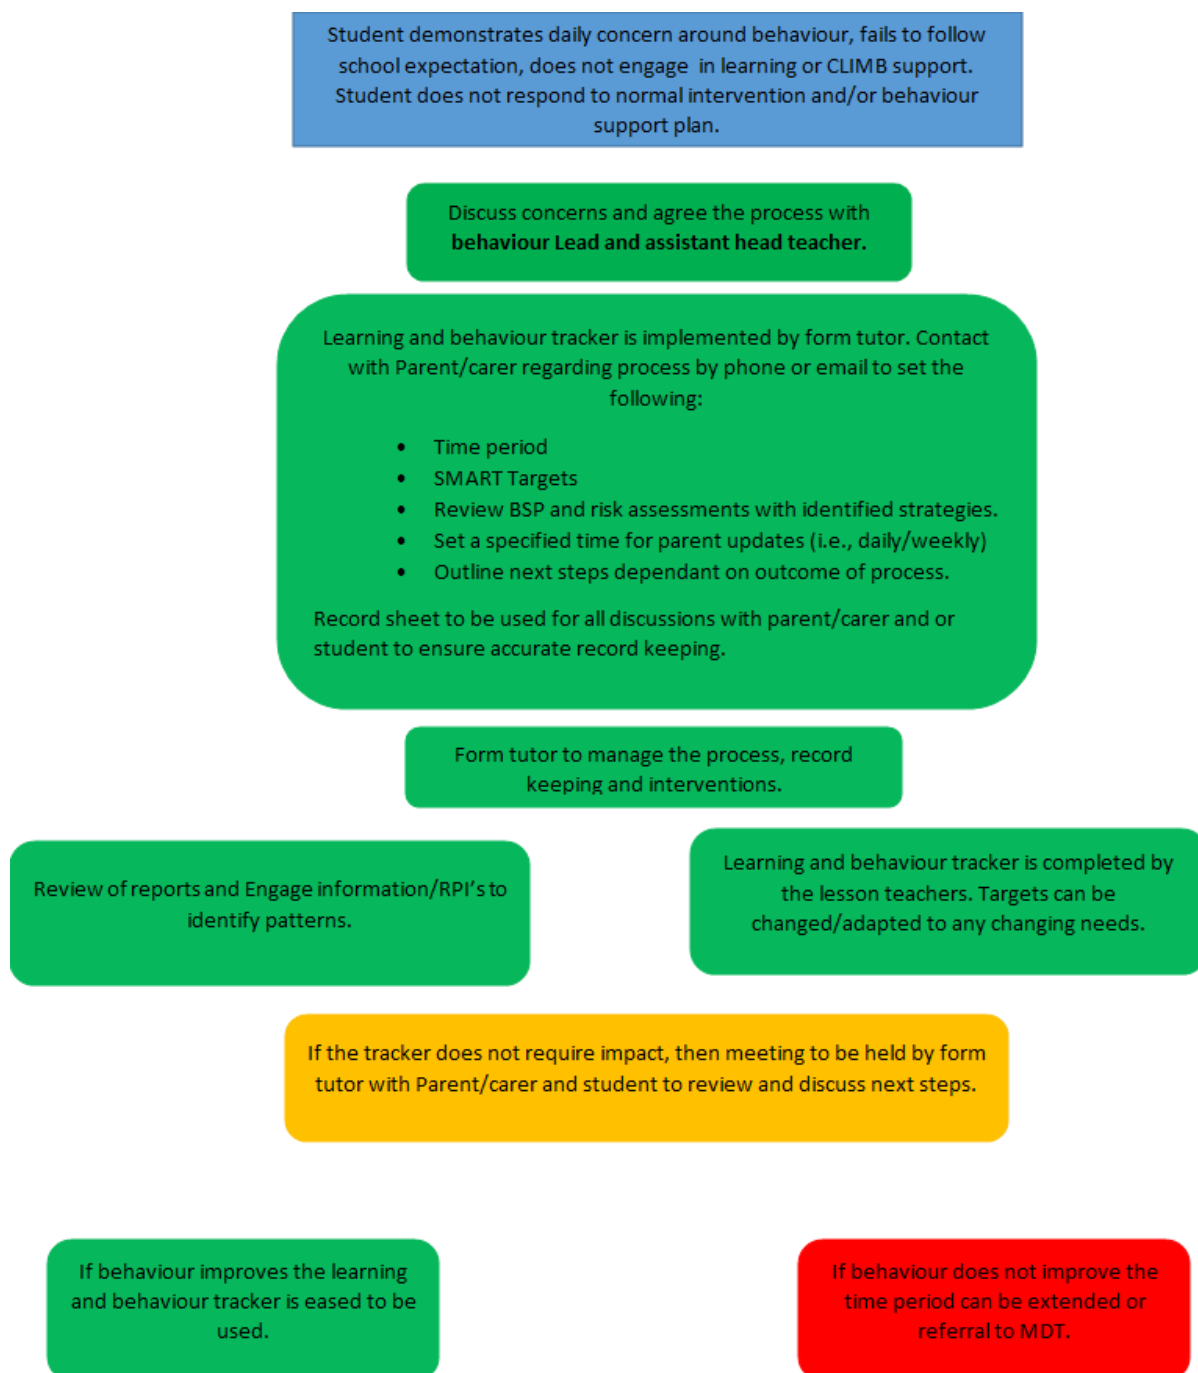 Student demonstrates daily concern around behaviour, fails to follow
school expectation, does not engage in learning or CLIMB support.
Student does not respond to normal intervention and/or behaviour
support plan.
Discuss concerns and agree the process with
behaviour Lead and assistant head teacher.
Learning and behaviour tracker is implemented by form tutor. Contact
with Parent/carer regarding process by phone or email to set the
following:
• Time period
• SMART Targets
• Review BSP and risk assessments with identified strategies.
• Set a specified time for parent updates (i.e., daily/weekly)
• Outline next steps dependant on outcome of process.
Record sheet to be used for all discussions with parent/carer and or
student to ensure accurate record keeping.
Form tutor to manage the process, record
keeping and interventions.
Review of reports and Engage information/RPI's to
identify patterns.
Learning and behaviour tracker is completed by
the lesson teachers. Targets can be
changed/adapted to any changing needs.
If the tracker does not require impact, then meeting to be held by form
tutor with Parent/carer and student to review and discuss next steps.
If behaviour improves the learning
and behaviour tracker is eased to be
used.
If behaviour does not improve the
time period can be extended or
referral to MDT.